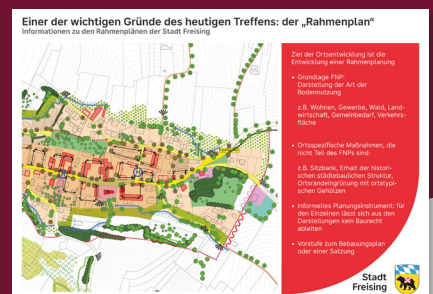 Einer der wichtigen Gründe des heutigen Treffens: der „Rahmenplan“
Informationen zu den Rahmenplänen der Stadt Freising
Ziel der Ortsentwicklung ist die
Entwicklung einer Rahmenplanung
• Grundlage FNP:
Darstellung der Art der
Bodennutzung
z.B. Wohnen, Gewerbe, Wald, Land-
wirtschaft, Gemeinbedarf, Verkehrs-
fläche
• Ortsspezifische Maßnahmen, die
nicht Teil des FNPs sind:
z.B. Sitzbank, Erhalt der histori-
schen städtebaulichen Struktur,
Ortsrandeingrünung mit ortstypi-
schen Gehölzen
• Informelles Planungsinstrument: für
den Einzelnen lässt sich aus den
Darstellungen kein Baurecht
ableiten
• Vorstufe zum Bebauungsplan
oder einer Satzung
Stadt
Freising